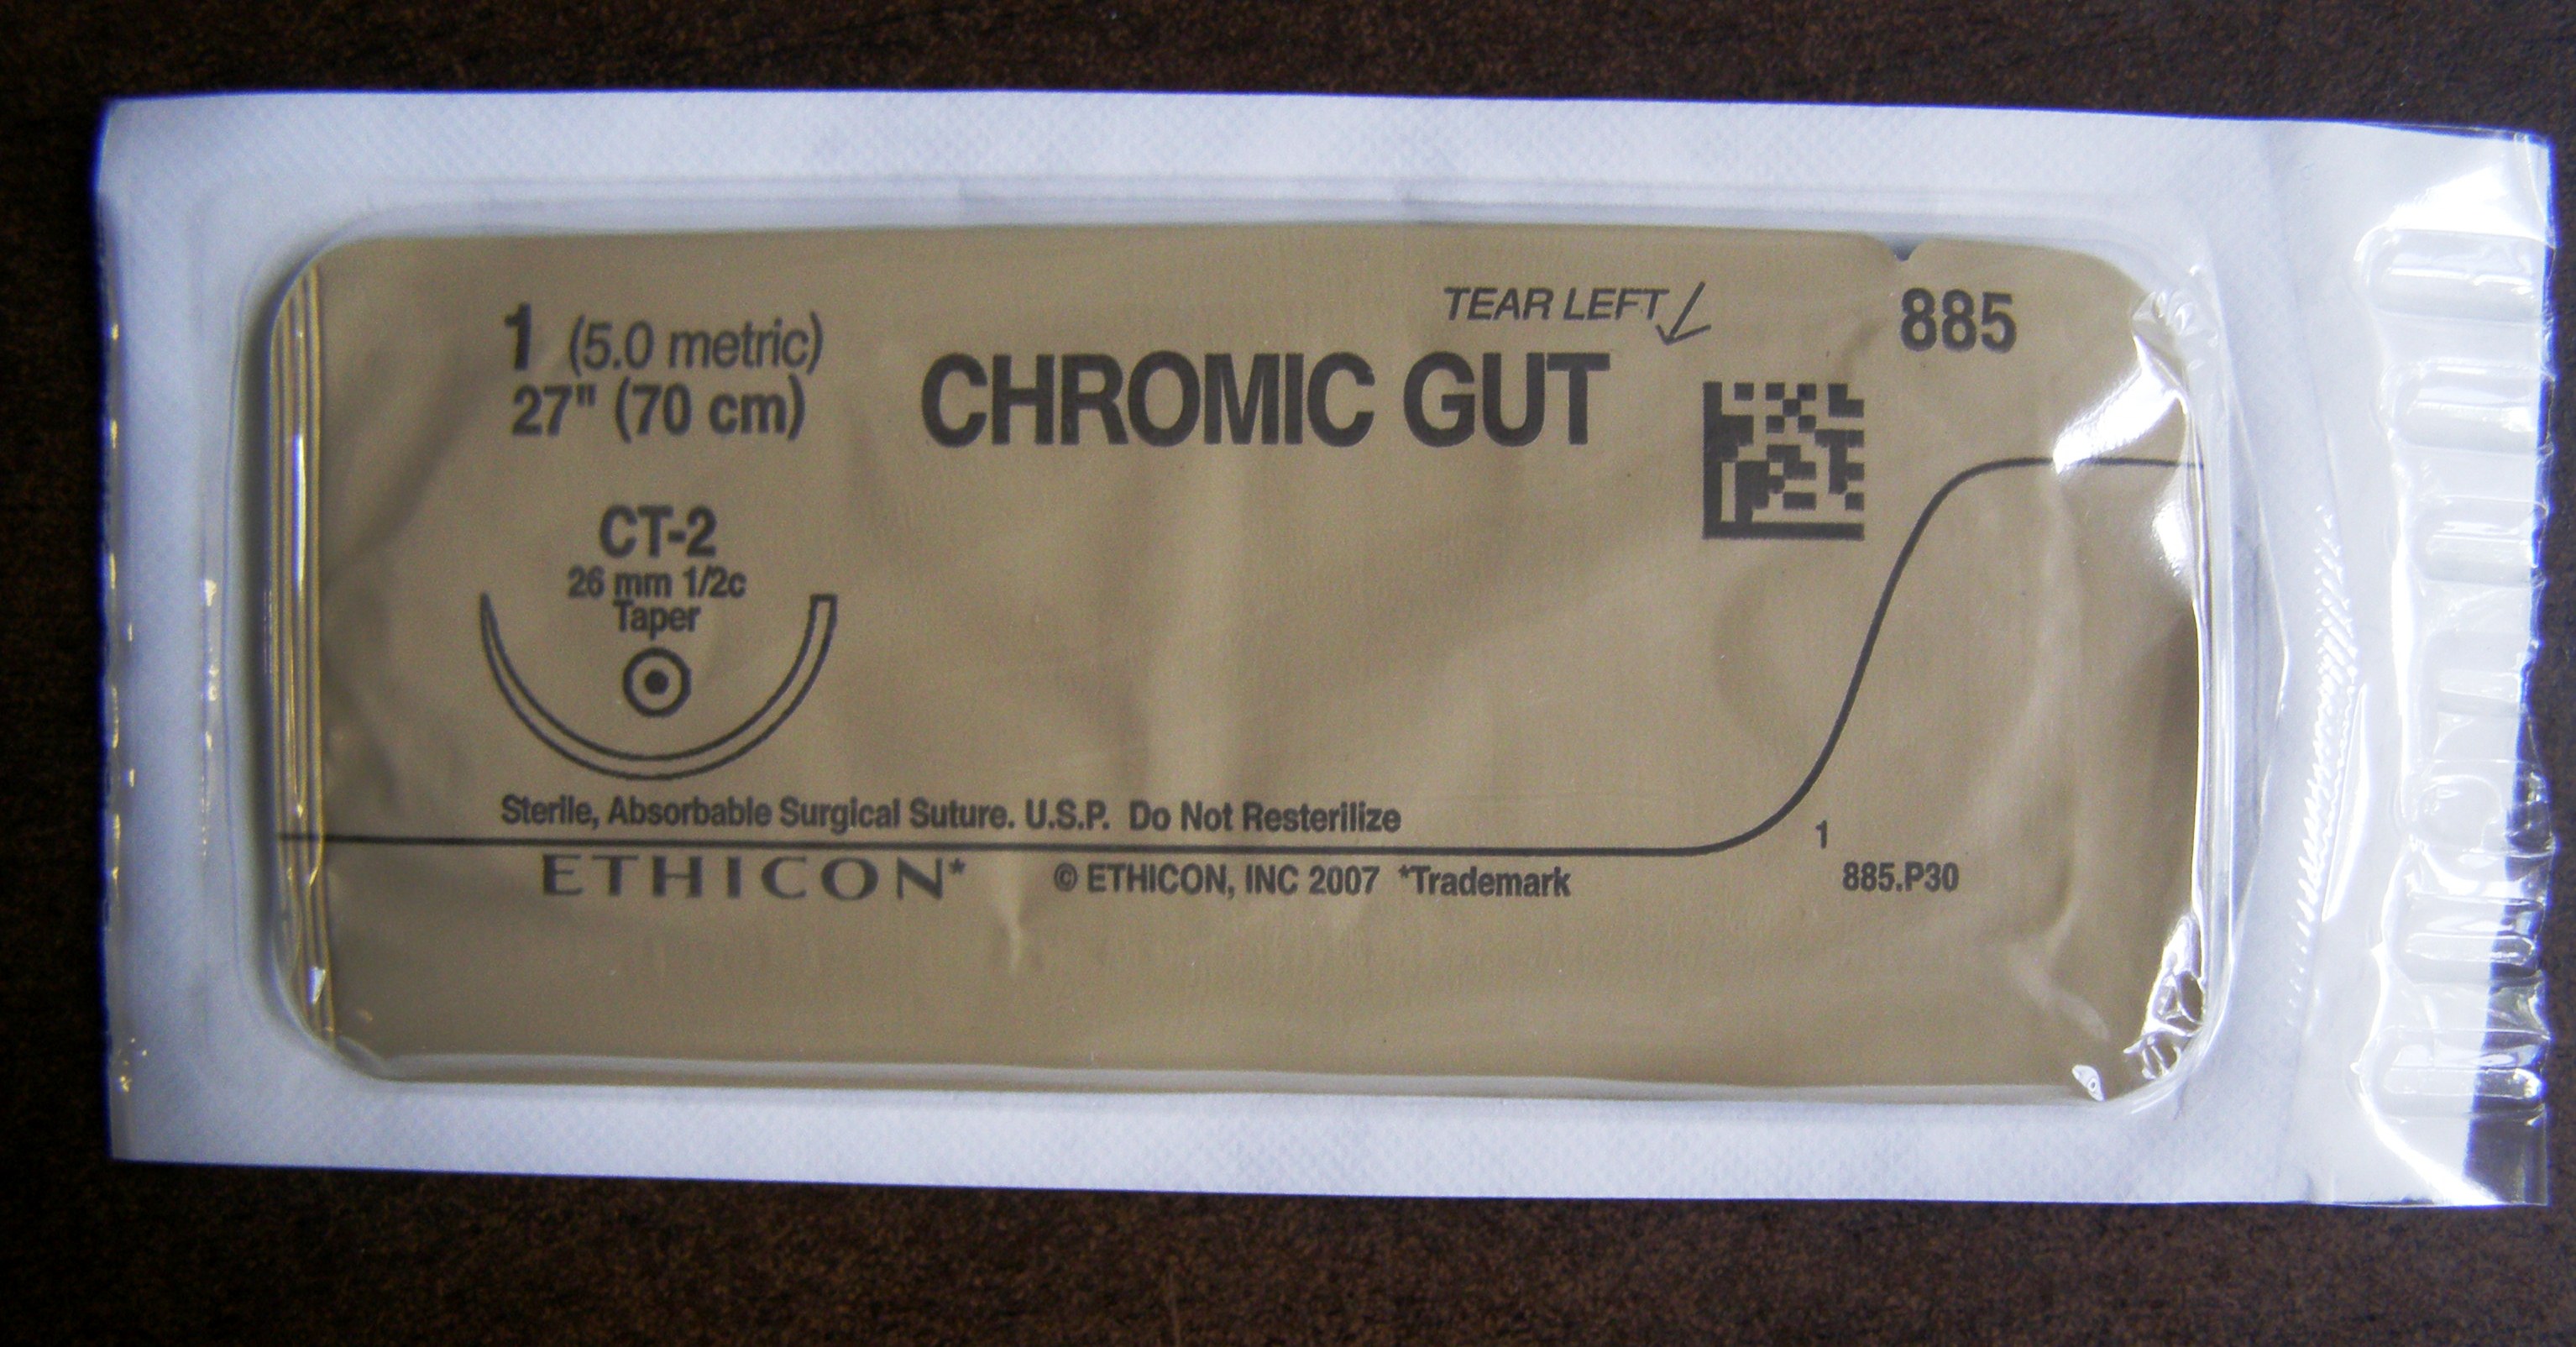 1 (5.0 metric)
27" (70 cm)
TEAR LEFT
CHROMIC GUT
885
CT-2
26 mm 1/2c
Taper
Sterile, Absorbable Surgical Suture. U.S.P. Do Not Resterilize
ETHICON* © ETHICON, INC 2007 *Trademark
1
885.P30